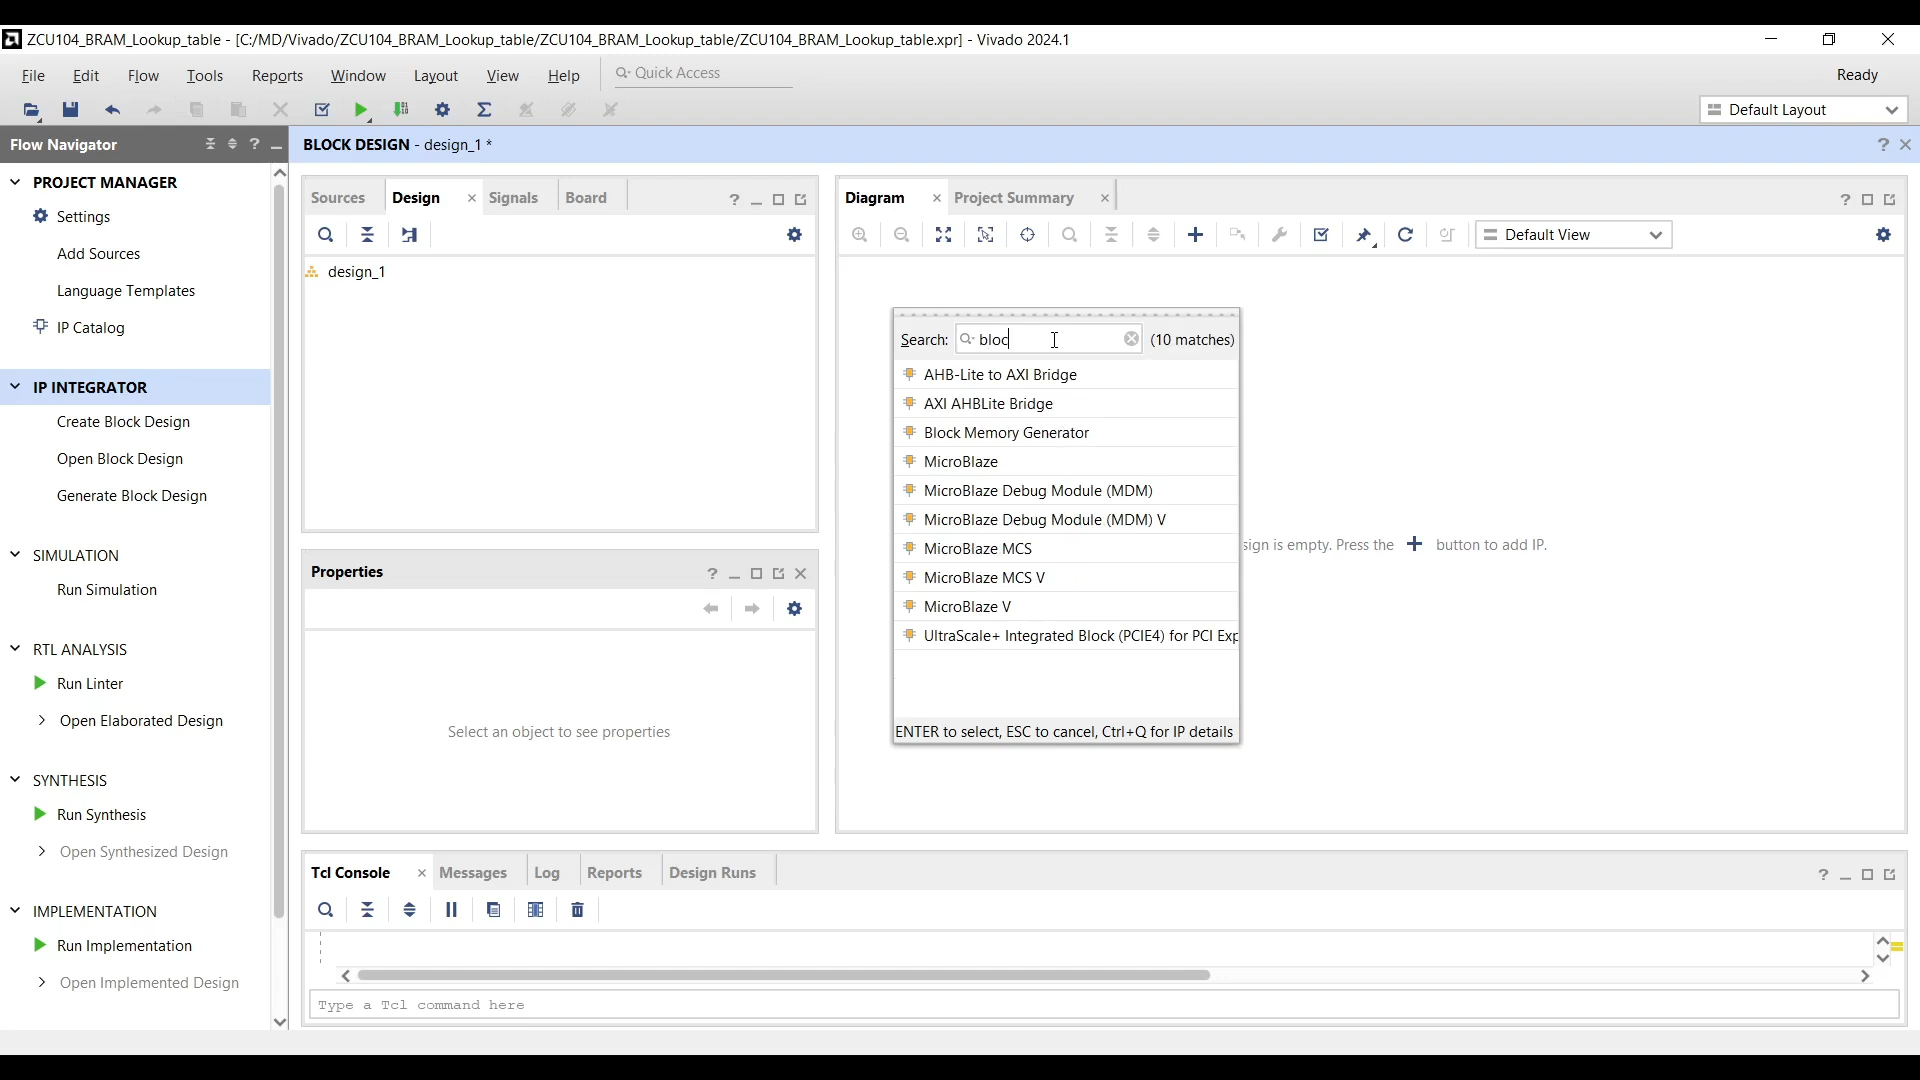 ZCU104_BRAM_Lookup_table - [C:/MD/Vivado/ZCU104_BRAM_Lookup_table/ZCU104_BRAM_Lookup_table/ZCU104_BRAM_Lookup_table.xpr] - Vivado 2024.1
File Edit Flow Tools Reports Window Layout View Help Quick Access Ready
Default Layout
Flow Navigator
BLOCK DESIGN - design_1 *
PROJECT MANAGER
Settings
Add Sources
Language Templates
IP Catalog
IP INTEGRATOR
Create Block Design
Open Block Design
Generate Block Design
SIMULATION
Run Simulation
RTL ANALYSIS
Run Linter
Open Elaborated Design
SYNTHESIS
Run Synthesis
Open Synthesized Design
IMPLEMENTATION
Run Implementation
Open Implemented Design
Sources Design Signals Board
design_1
Properties
Select an object to see properties
Diagram Project Summary
Default View
Search: bloc (10 matches)
AHB-Lite to AXI Bridge
AXI AHBLite Bridge
Block Memory Generator
MicroBlaze
MicroBlaze Debug Module (MDM)
MicroBlaze Debug Module (MDM) V
MicroBlaze MCS
MicroBlaze MCS V
MicroBlaze V
UltraScale+ Integrated Block (PCIE4) for PCI Exp
ENTER to select, ESC to cancel, Ctrl+Q for IP details
sign is empty. Press the + button to add IP.
Tcl Console Messages Log Reports Design Runs
Type a Tcl command here